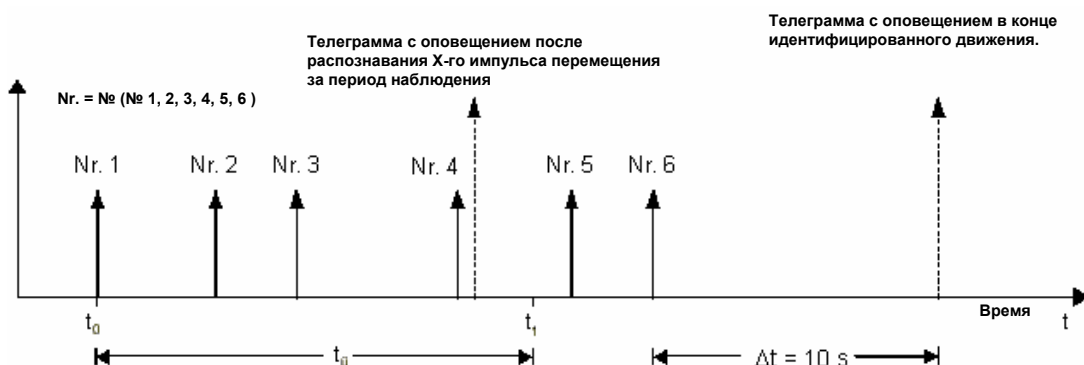 Телеграмма с оповещением после
распознавания X-го импульса перемещения
за период наблюдения
Телеграмма с оповещением в конце
идентифицированного движения.
Nr. = № (№ 1, 2, 3, 4, 5, 6 )
Nr. 1
Nr. 2
Nr. 3
Nr. 4
Nr. 5
Nr. 6
Время
t₀
t₁
t
tᵤ̈
Δt = 10 s